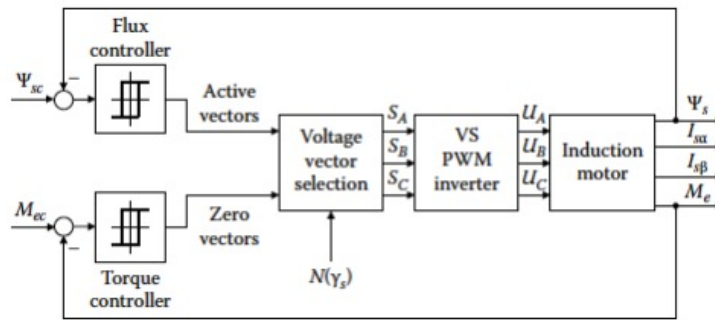 Flux
controller
Ψsc
−
Active
vectors
Voltage
vector
selection
SA
SB
SC
VS
PWM
inverter
UA
UB
UC
Induction
motor
Ψs
Isα
Isβ
Me
Mec
−
Zero
vectors
Torque
controller
N(γs)